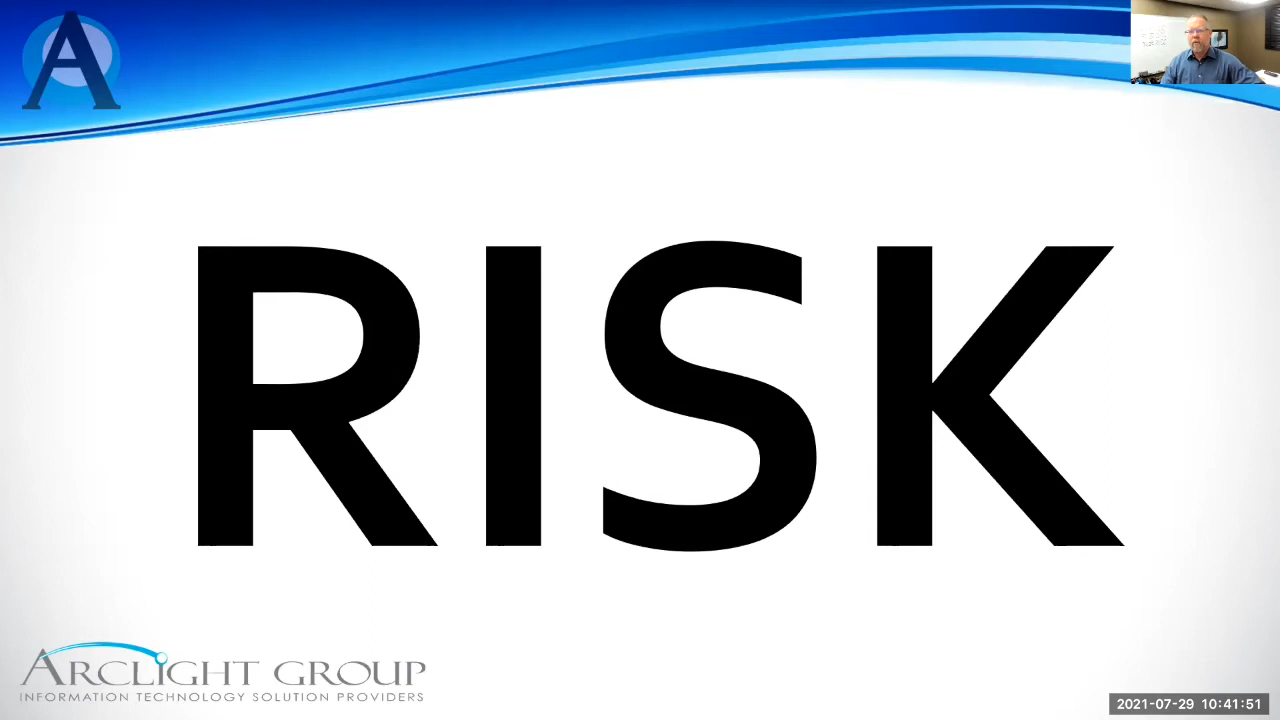 A
RISK
ARCLIGHT GROUP
INFORMATION TECHNOLOGY SOLUTION PROVIDERS
2021-07-29 10:41:51